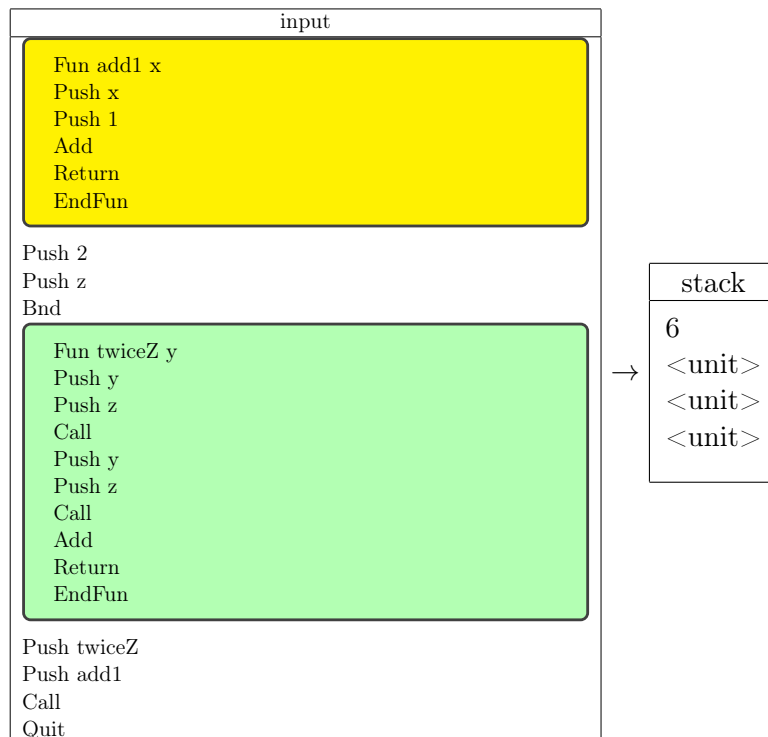 input
Fun add1 x
Push x
Push 1
Add
Return
EndFun
Push 2
Push z
Bnd
Fun twiceZ y
Push y
Push z
Call
Push y
Push z
Call
Add
Return
EndFun
Push twiceZ
Push add1
Call
Quit
→
stack
6
<unit>
<unit>
<unit>